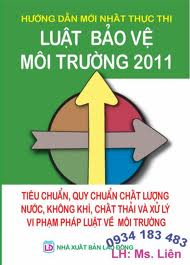 HƯỚNG DẪN MỚI NHẤT THỰC THI
LUẬT BẢO VỆ
MÔI TRƯỜNG 2011
TIÊU CHUẨN, QUY CHUẨN CHẤT LƯỢNG
NƯỚC, KHÔNG KHÍ, CHẤT THẢI VÀ XỬ LÝ
VI PHẠM PHÁP LUẬT VỀ MÔI TRƯỜNG
0934 183 483
LH: Ms. Liên
LĐ NHÀ XUẤT BẢN LAO ĐỘNG